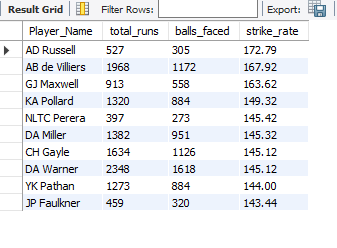 Result Grid Filter Rows: Export:
Player_Name total_runs balls_faced strike_rate
AD Russell 527 305 172.79
AB de Villiers 1968 1172 167.92
GJ Maxwell 913 558 163.62
KA Pollard 1320 884 149.32
NLTC Perera 397 273 145.42
DA Miller 1382 951 145.32
CH Gayle 1634 1126 145.12
DA Warner 2348 1618 145.12
YK Pathan 1273 884 144.00
JP Faulkner 459 320 143.44